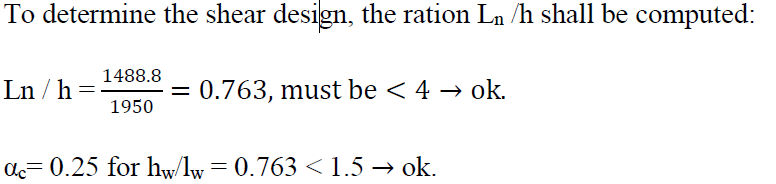 To determine the shear design, the ration Ln /h shall be computed:
Ln / h = 1488.8/1950 = 0.763, must be < 4 → ok.
αc= 0.25 for hw/lw = 0.763 < 1.5 → ok.